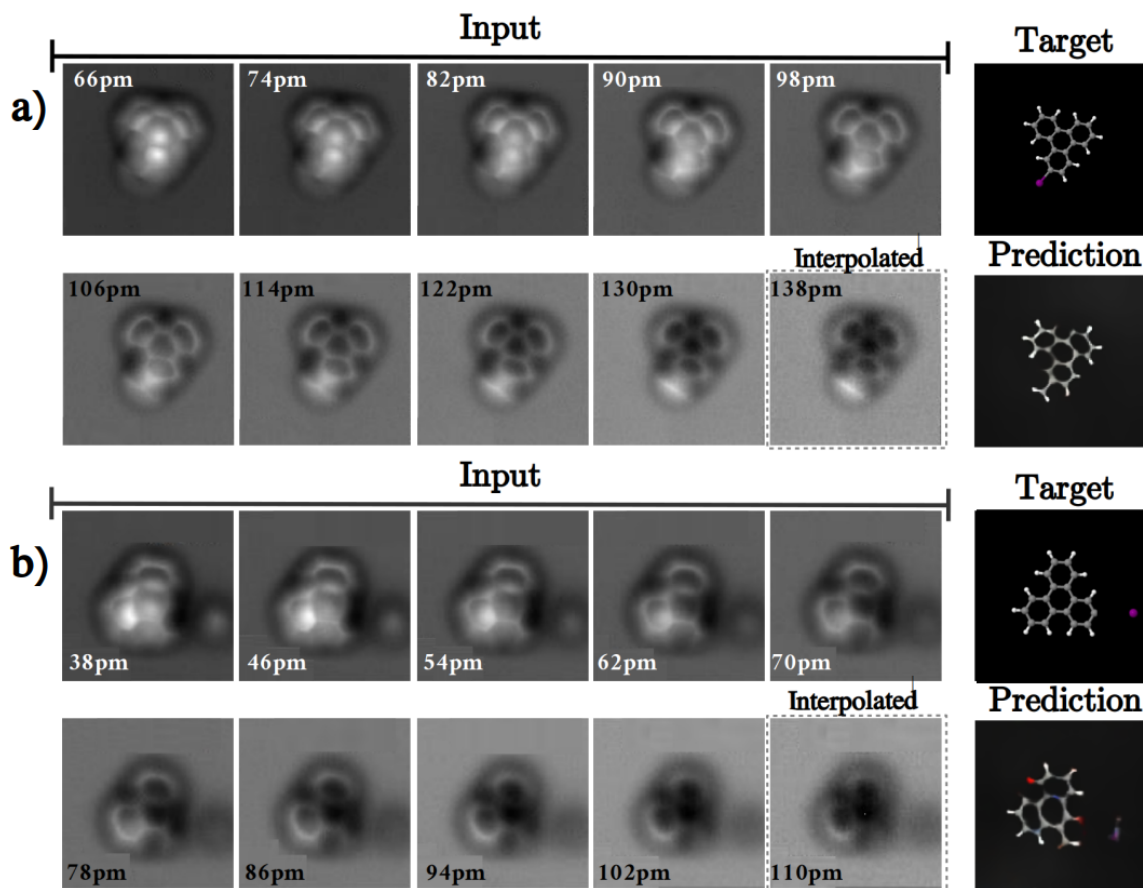 Input
Target
a)
66pm 74pm 82pm 90pm 98pm
Interpolated
Prediction
106pm 114pm 122pm 130pm 138pm
Input
Target
b)
38pm 46pm 54pm 62pm 70pm
Interpolated
Prediction
78pm 86pm 94pm 102pm 110pm